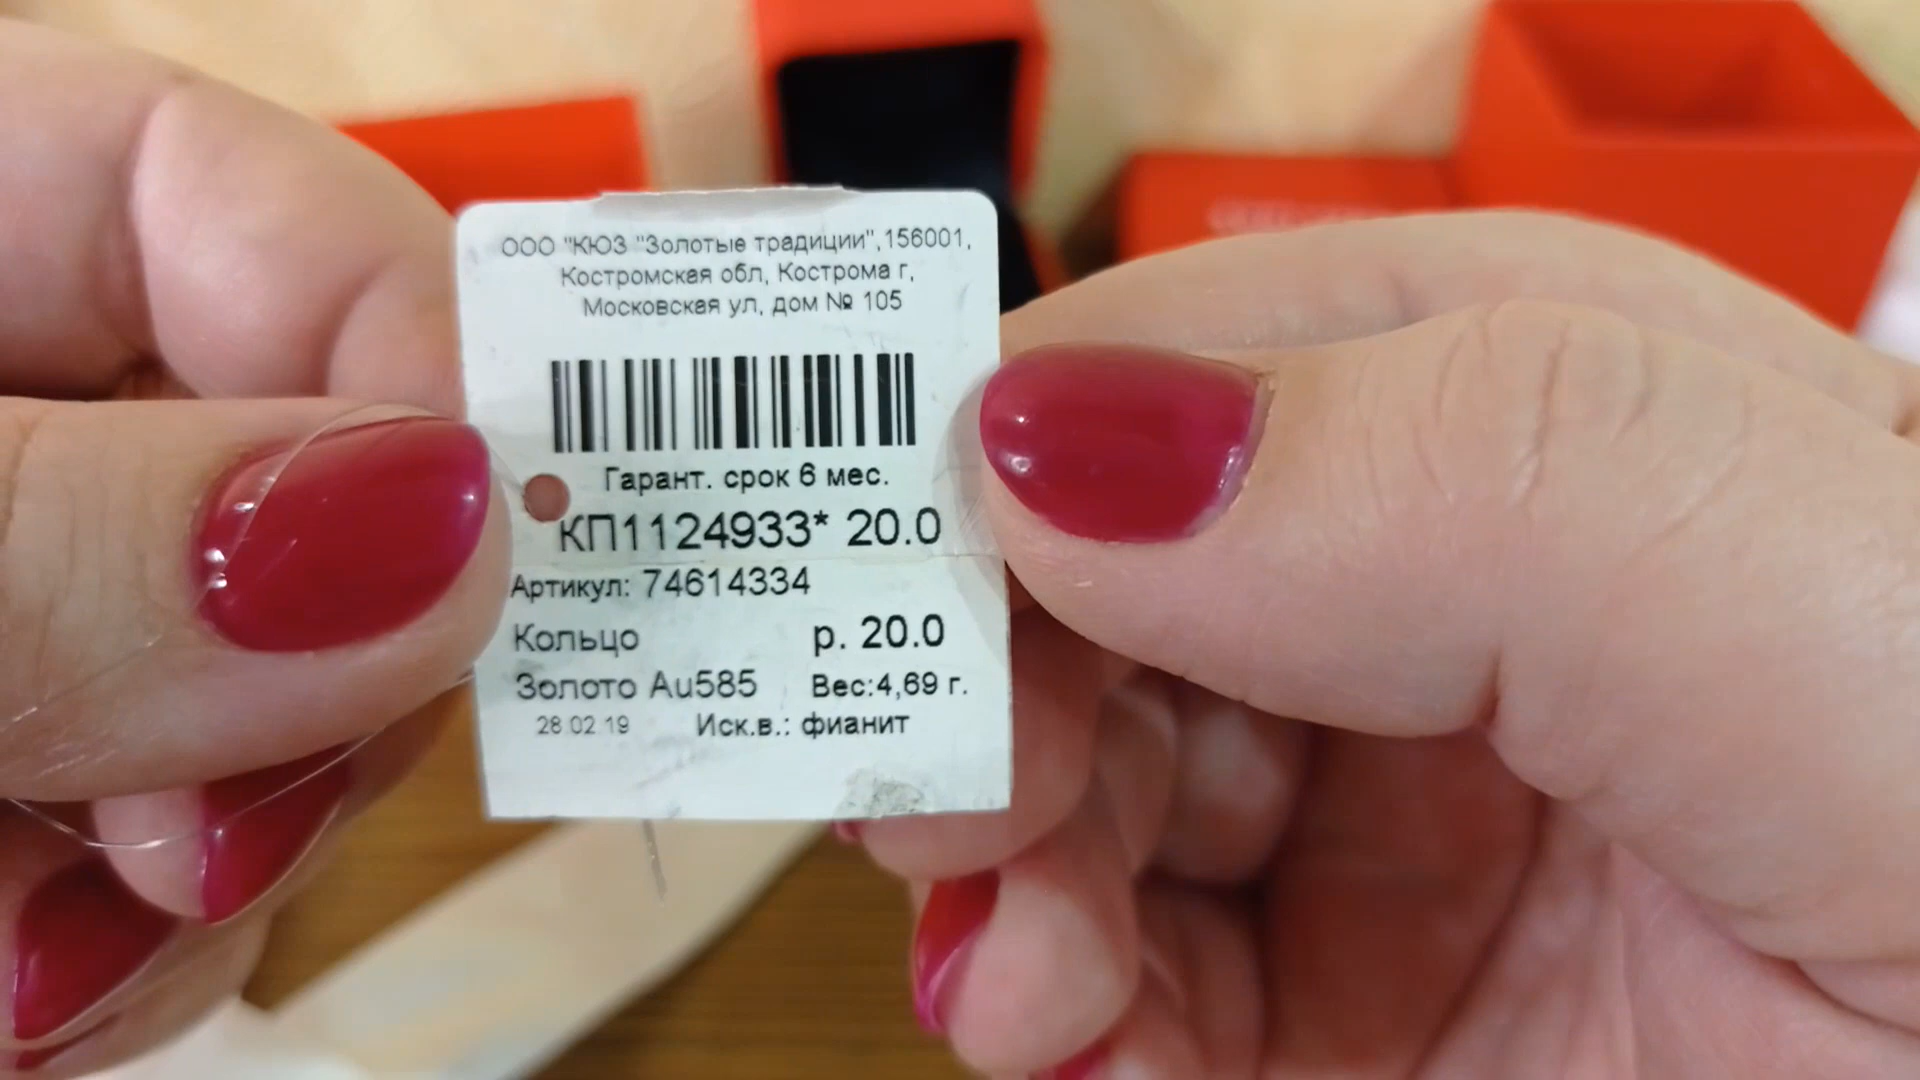 ООО "КЮЗ "Золотые традиции",156001,
Костромская обл, Кострома г,
Московская ул, дом № 105
Гарант. срок 6 мес.
КП1124933* 20.0
Артикул: 74614334
Кольцо р. 20.0
Золото Au585 Вес:4,69 г.
28.02.19 Иск.в.: фианит